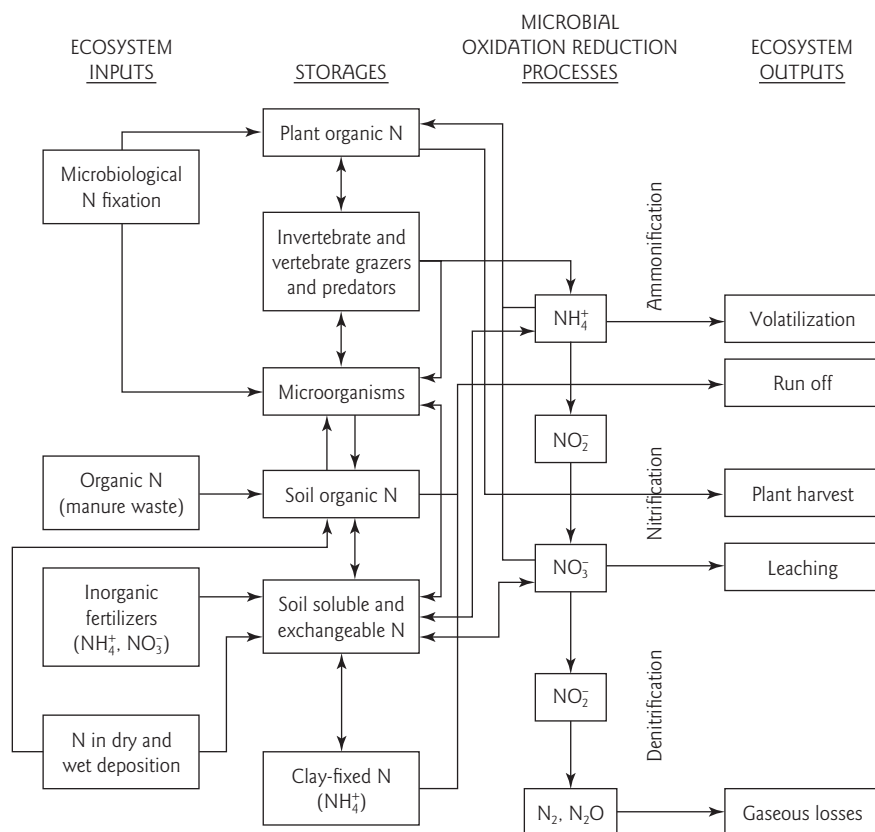 ECOSYSTEM
INPUTS
STORAGES
MICROBIAL
OXIDATION REDUCTION
PROCESSES
ECOSYSTEM
OUTPUTS
Plant organic N
Microbiological
N fixation
Invertebrate and
vertebrate grazers
and predators
Microorganisms
Organic N
(manure waste)
Soil organic N
Inorganic
fertilizers
(NH₄⁺, NO₃⁻)
Soil soluble and
exchangeable N
N in dry and
wet deposition
Clay-fixed N
(NH₄⁺)
NH₄⁺
NO₂⁻
NO₃⁻
NO₂⁻
N₂, N₂O
Ammonification
Nitrification
Denitrification
Volatilization
Run off
Plant harvest
Leaching
Gaseous losses